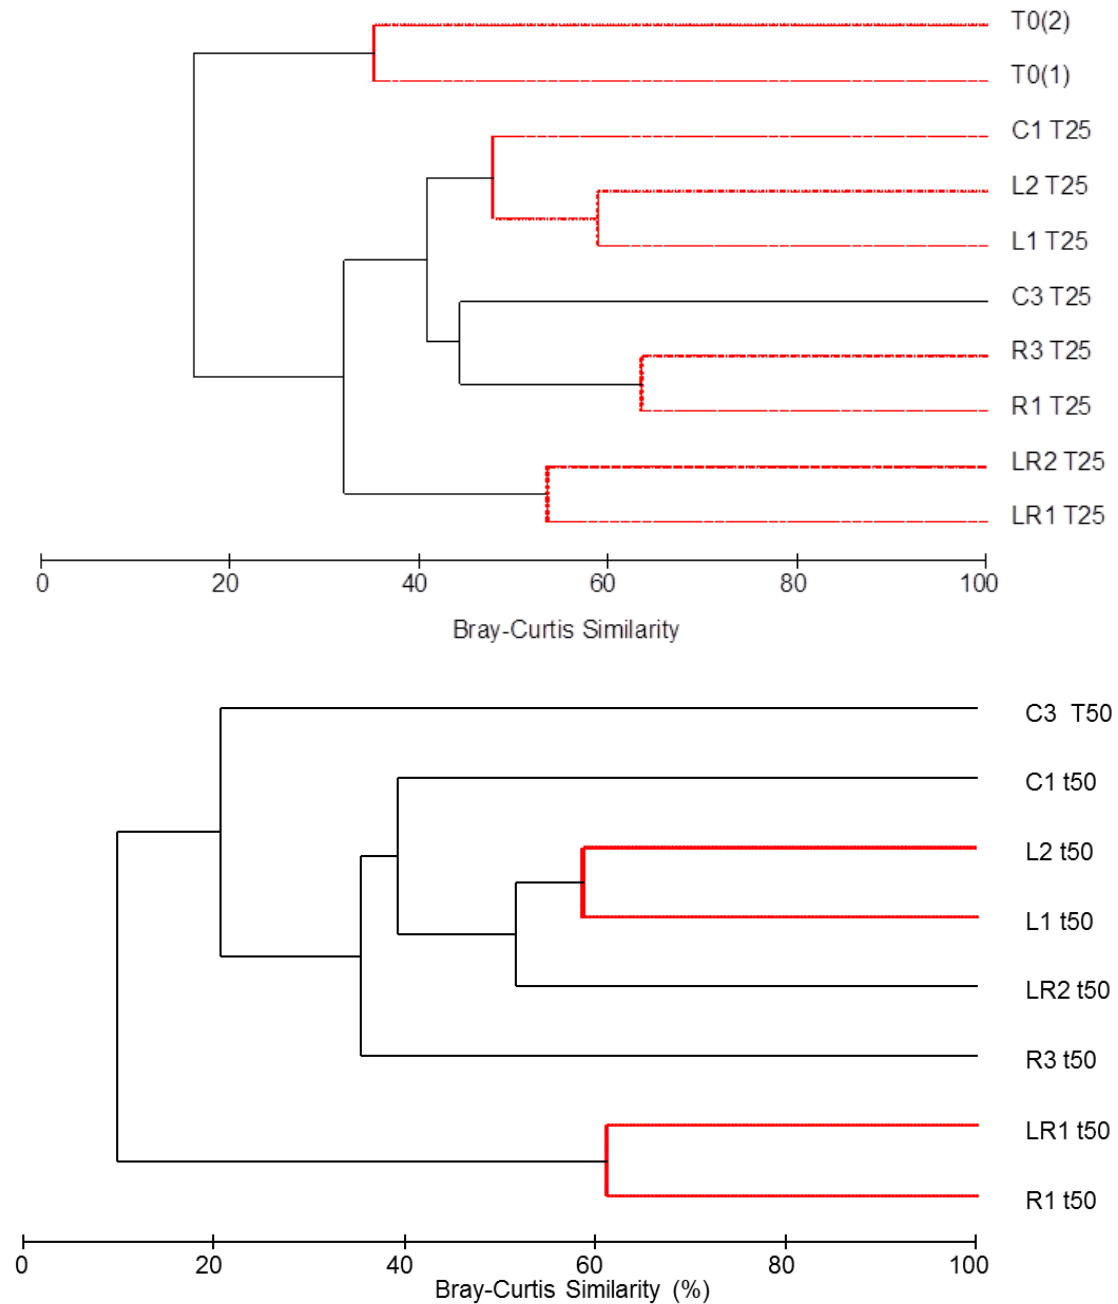 T0(2)
T0(1)
C1 T25
L2 T25
L1 T25
C3 T25
R3 T25
R1 T25
LR2 T25
LR1 T25
0 20 40 60 80 100
Bray-Curtis Similarity
C3 T50
C1 t50
L2 t50
L1 t50
LR2 t50
R3 t50
LR1 t50
R1 t50
0 20 40 60 80 100
Bray-Curtis Similarity (%)